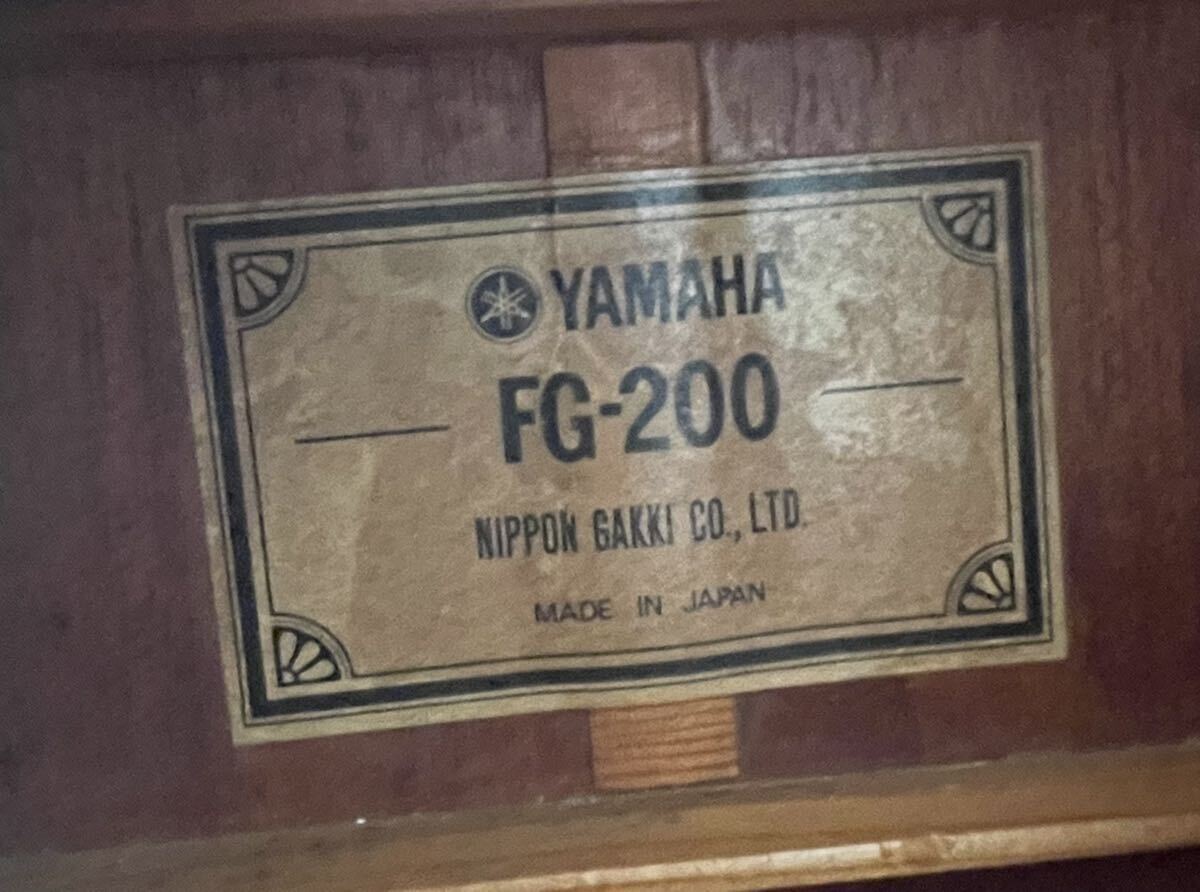 YAMAHA
FG-200
NIPPON GAKKI CO., LTD.
MADE IN JAPAN